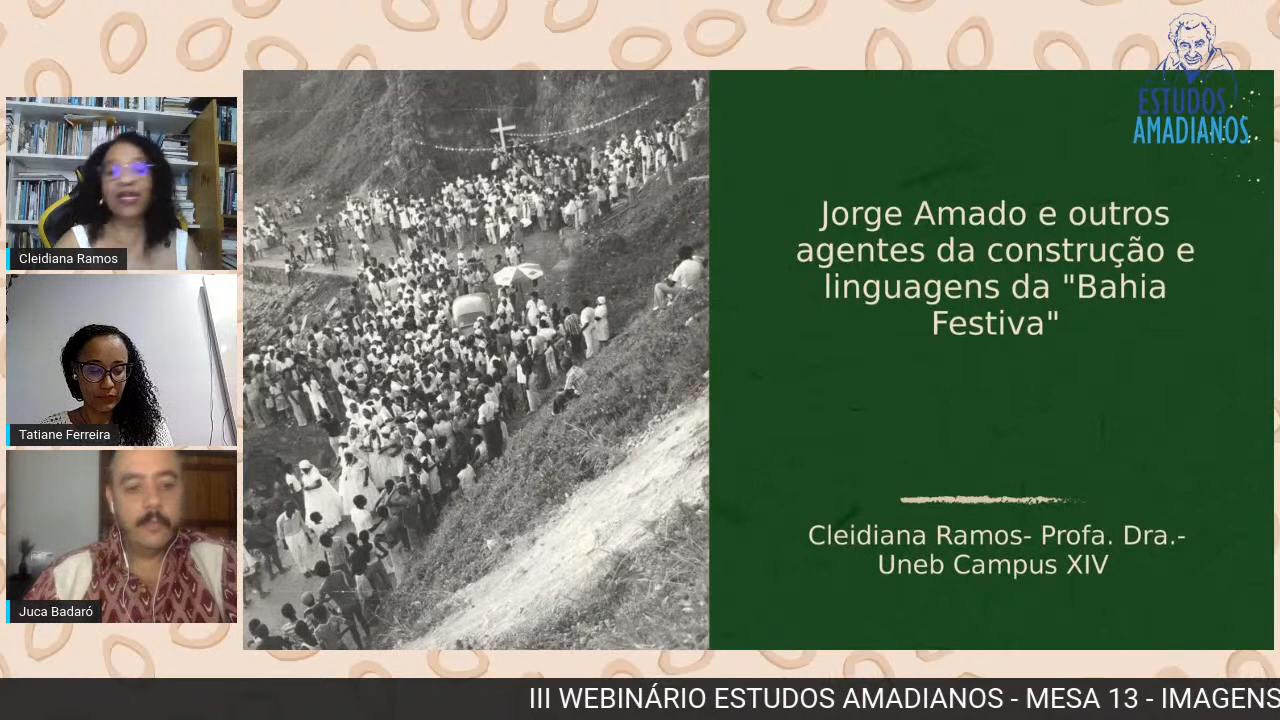 ESTUDOS
AMADIANOS
Cleidiana Ramos
Tatiane Ferreira
Juca Badaró
Jorge Amado e outros
agentes da construção e
linguagens da "Bahia
Festiva"
Cleidiana Ramos- Profa. Dra.-
Uneb Campus XIV
III WEBINÁRIO ESTUDOS AMADIANOS - MESA 13 - IMAGENS